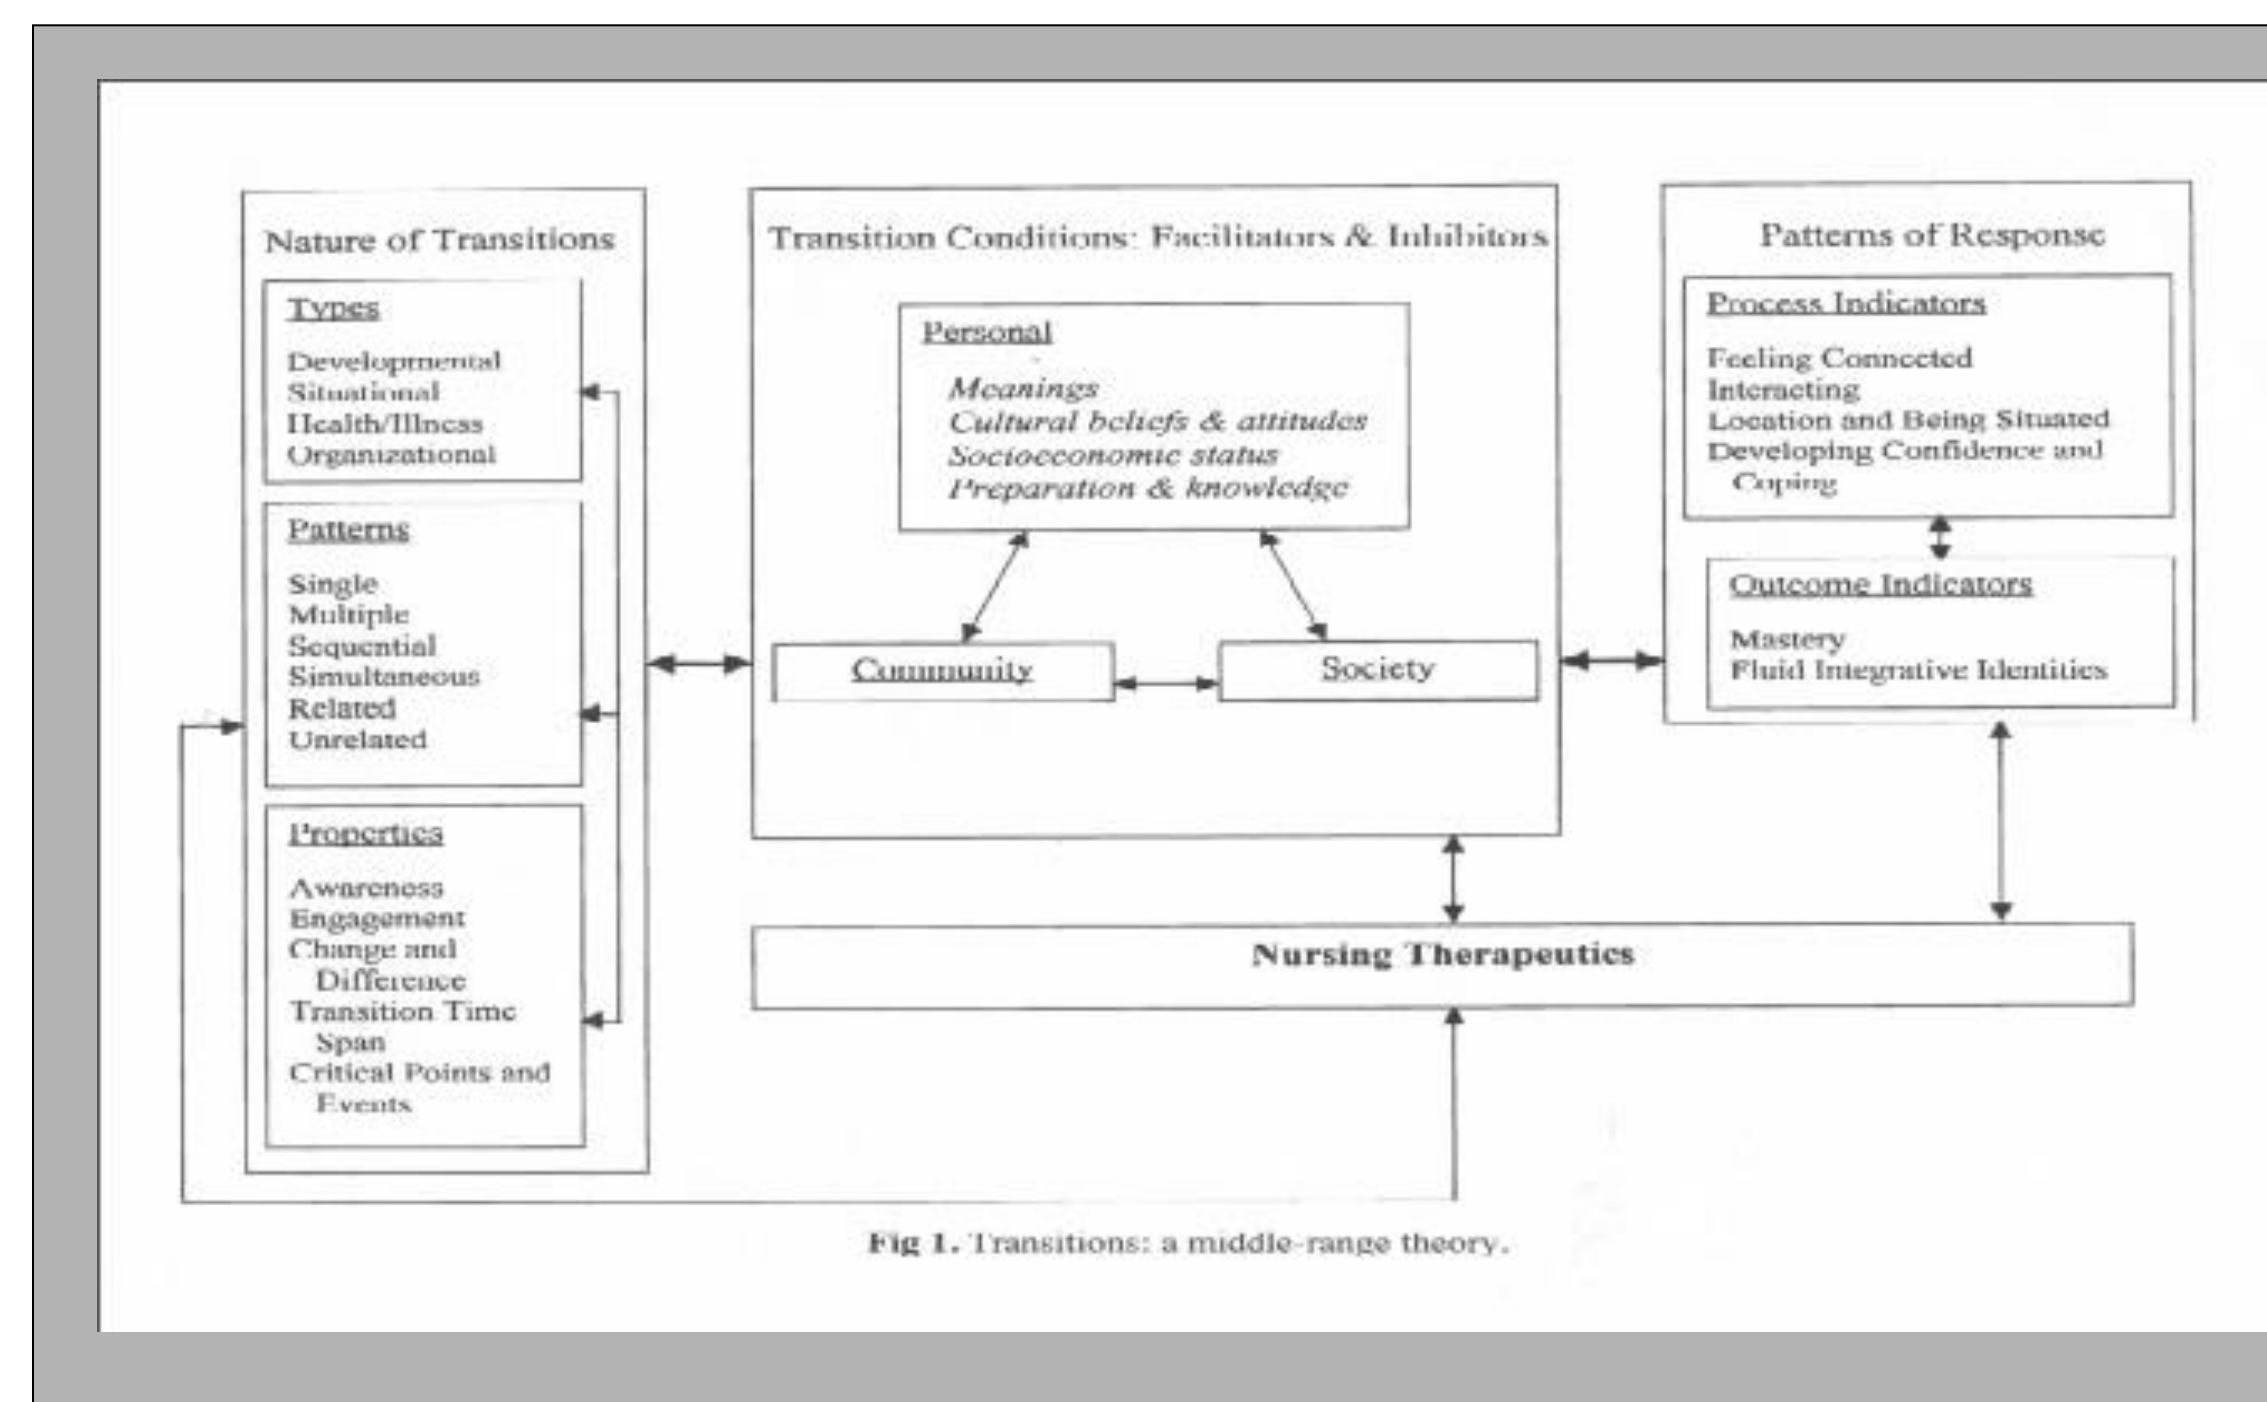 Nature of Transitions
Types
Developmental
Situational
Health/Illness
Organizational
Patterns
Single
Multiple
Sequential
Simultaneous
Related
Unrelated
Properties
Awareness
Engagement
Change and
Difference
Transition Time
Span
Critical Points and
Events
Transition Conditions: Facilitators & Inhibitors
Personal
Meanings
Cultural beliefs & attitudes
Socioeconomic status
Preparation & knowledge
Community
Society
Patterns of Response
Process Indicators
Feeling Connected
Interacting
Location and Being Situated
Developing Confidence and
Coping
Outcome Indicators
Mastery
Fluid Integrative Identities
Nursing Therapeutics
Fig 1. Transitions: a middle-range theory.